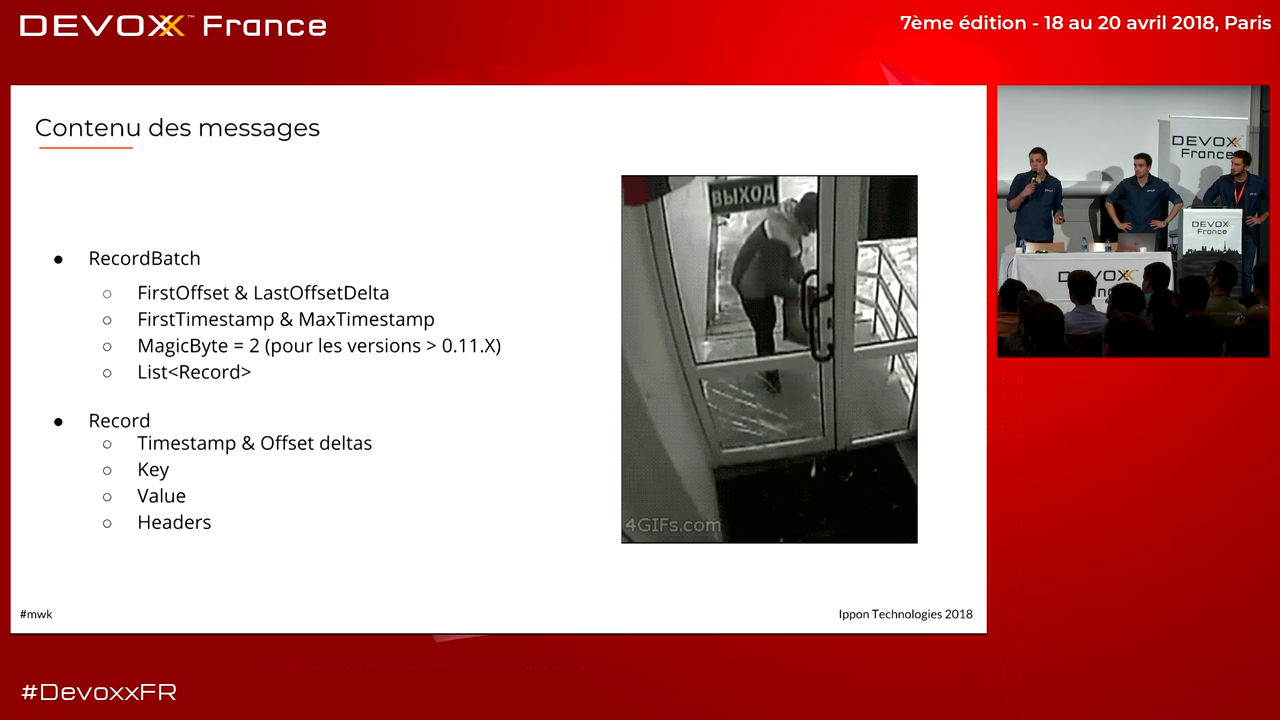 DEVOXX™ France
7ème édition - 18 au 20 avril 2018, Paris
Contenu des messages
● RecordBatch
○ FirstOffset & LastOffsetDelta
○ FirstTimestamp & MaxTimestamp
○ MagicByte = 2 (pour les versions > 0.11.X)
○ List<Record>
● Record
○ Timestamp & Offset deltas
○ Key
○ Value
○ Headers
ВЫХОД
4GIFs.com
#mwk
Ippon Technologies 2018
DEVOXX
France
DEVOXX
France
DEVOXX
#DevoxxFR